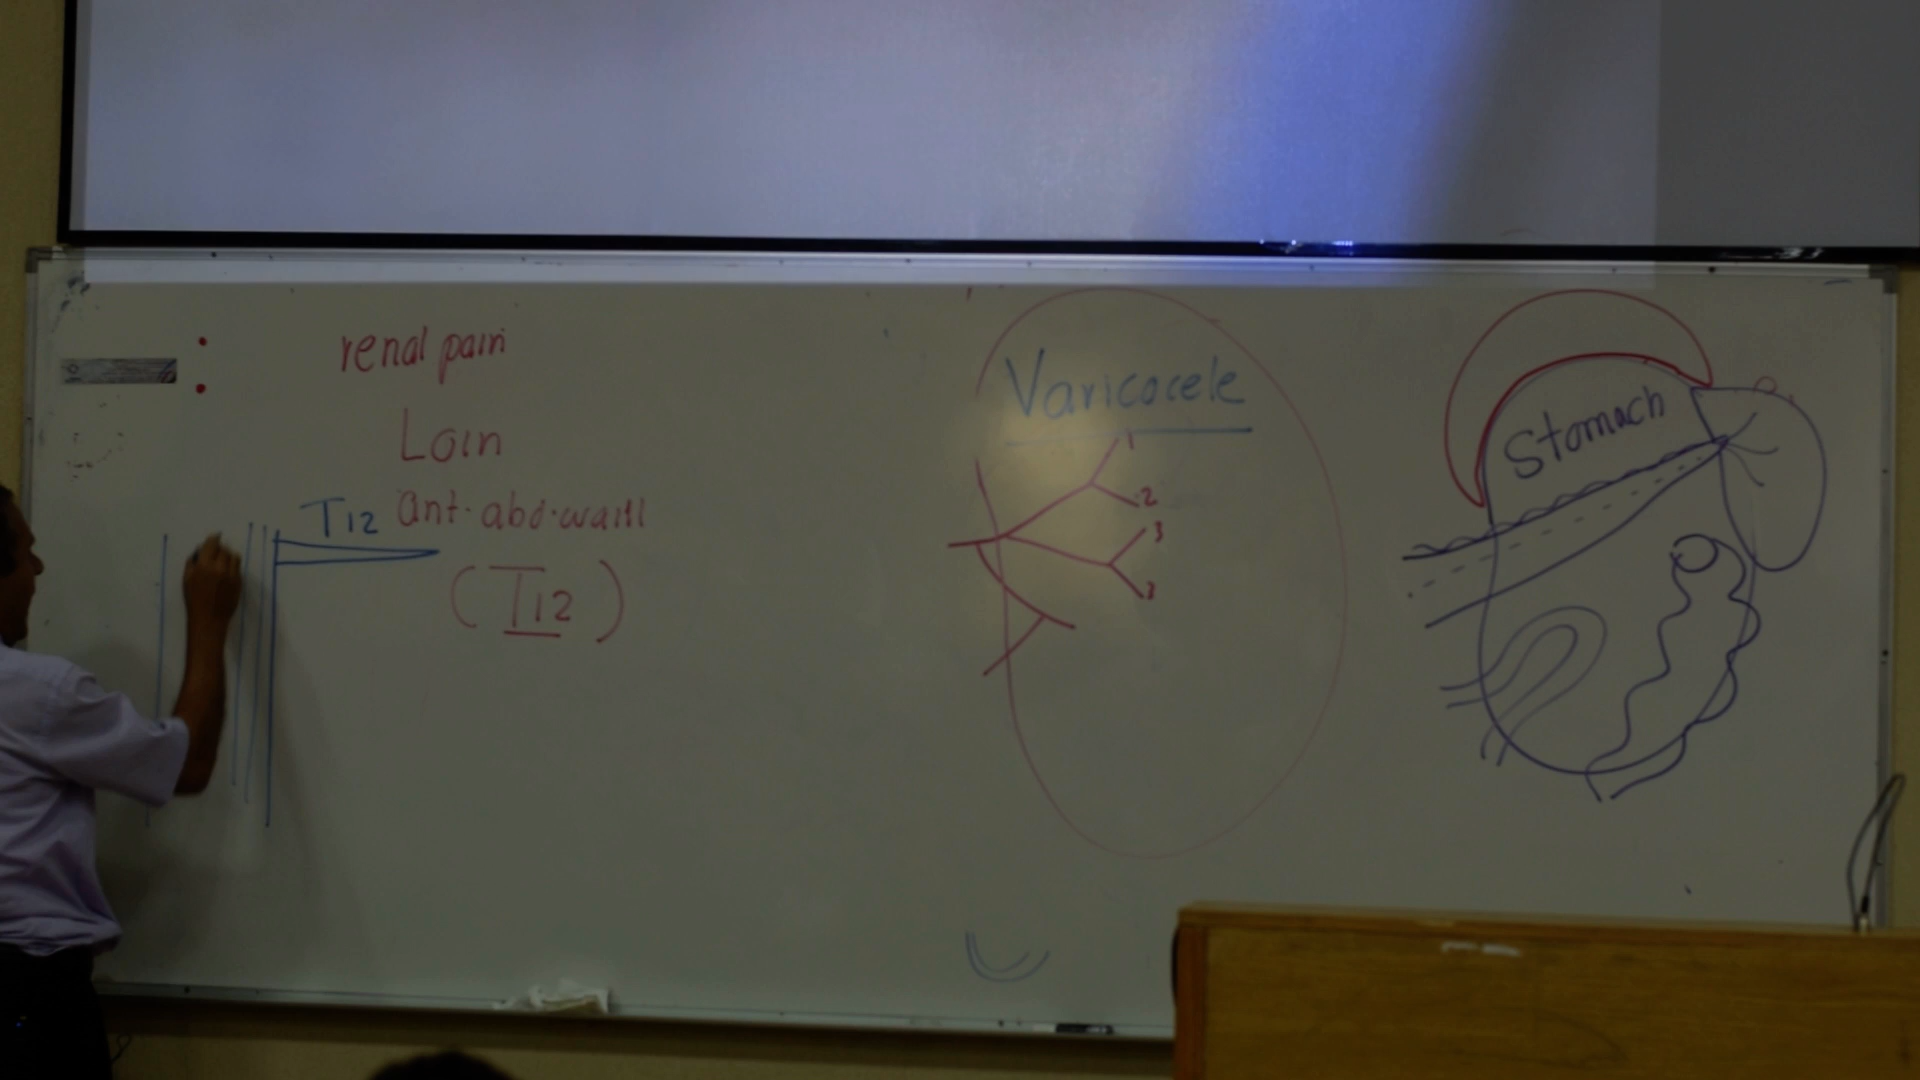 renal pain
Loin
T12 ant. abd. wall
(T12)
Varicocele
1
2
3
3
Stomach